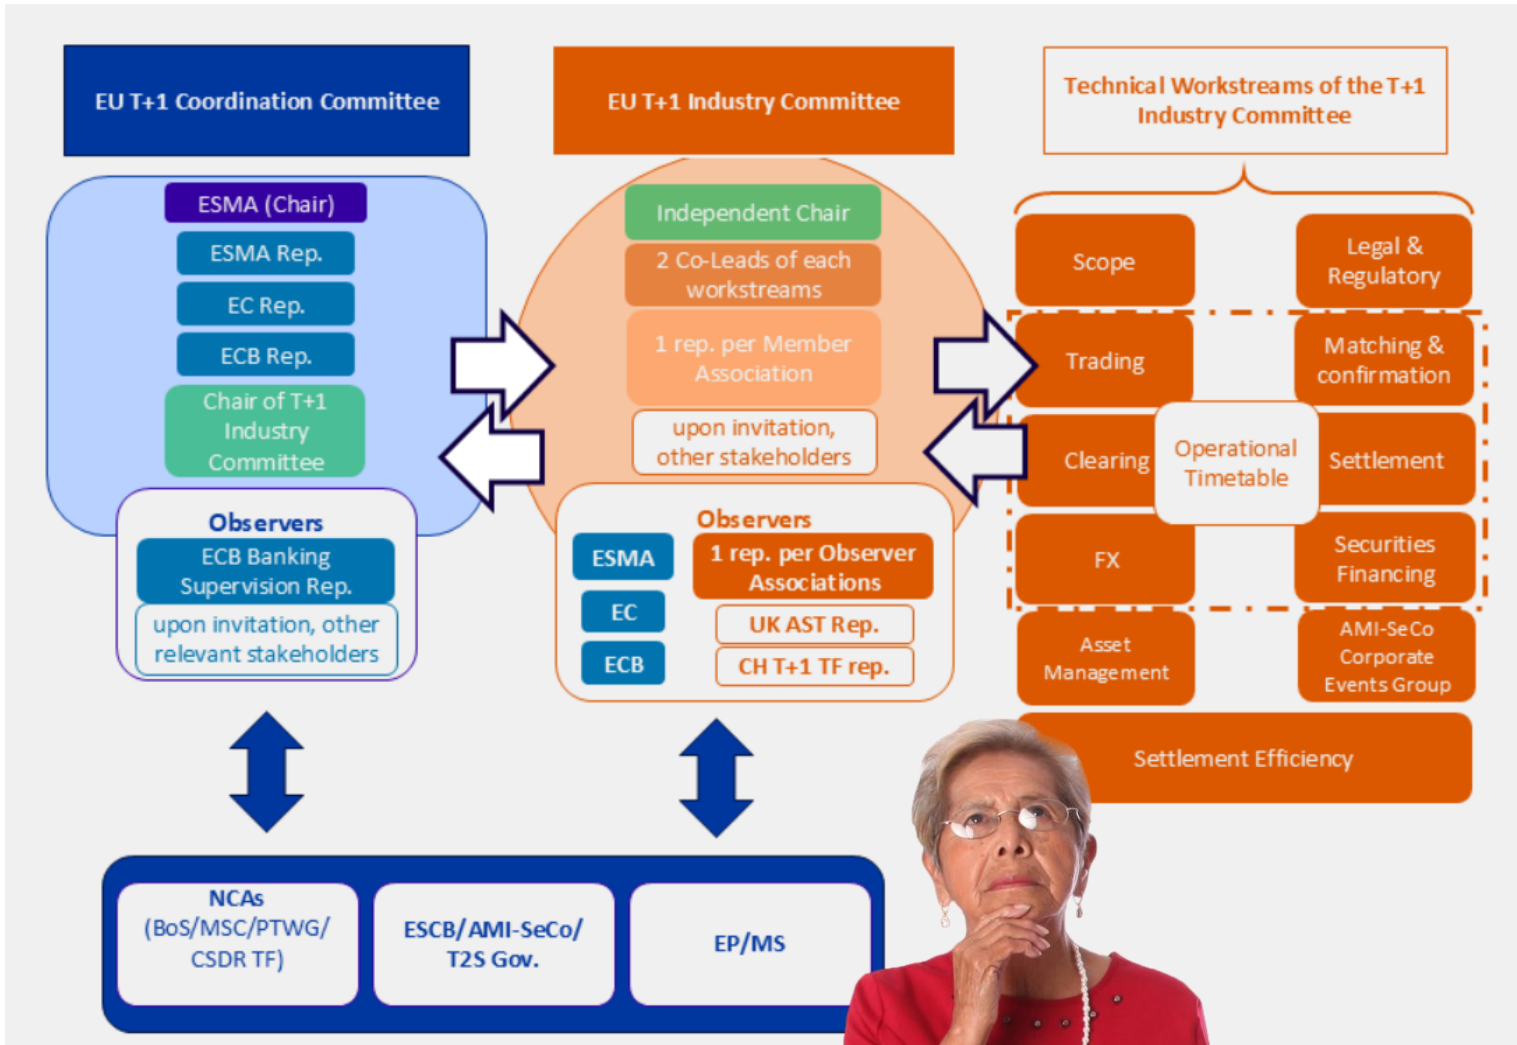 EU T+1 Coordination Committee
ESMA (Chair)
ESMA Rep.
EC Rep.
ECB Rep.
Chair of T+1
Industry
Committee
Observers
ECB Banking
Supervision Rep.
upon invitation, other
relevant stakeholders
EU T+1 Industry Committee
Independent Chair
2 Co-Leads of each
workstreams
1 rep. per Member
Association
upon invitation,
other stakeholders
Observers
ESMA
EC
ECB
1 rep. per Observer
Associations
UK AST Rep.
CH T+1 TF rep.
Technical Workstreams of the T+1
Industry Committee
Scope
Legal &
Regulatory
Trading
Matching &
confirmation
Clearing
Operational
Timetable
Settlement
FX
Securities
Financing
Asset
Management
AMI-SeCo
Corporate
Events Group
Settlement Efficiency
NCAs
(BoS/MSC/PTWG/
CSDR TF)
ESCB/AMI-SeCo/
T2S Gov.
EP/MS